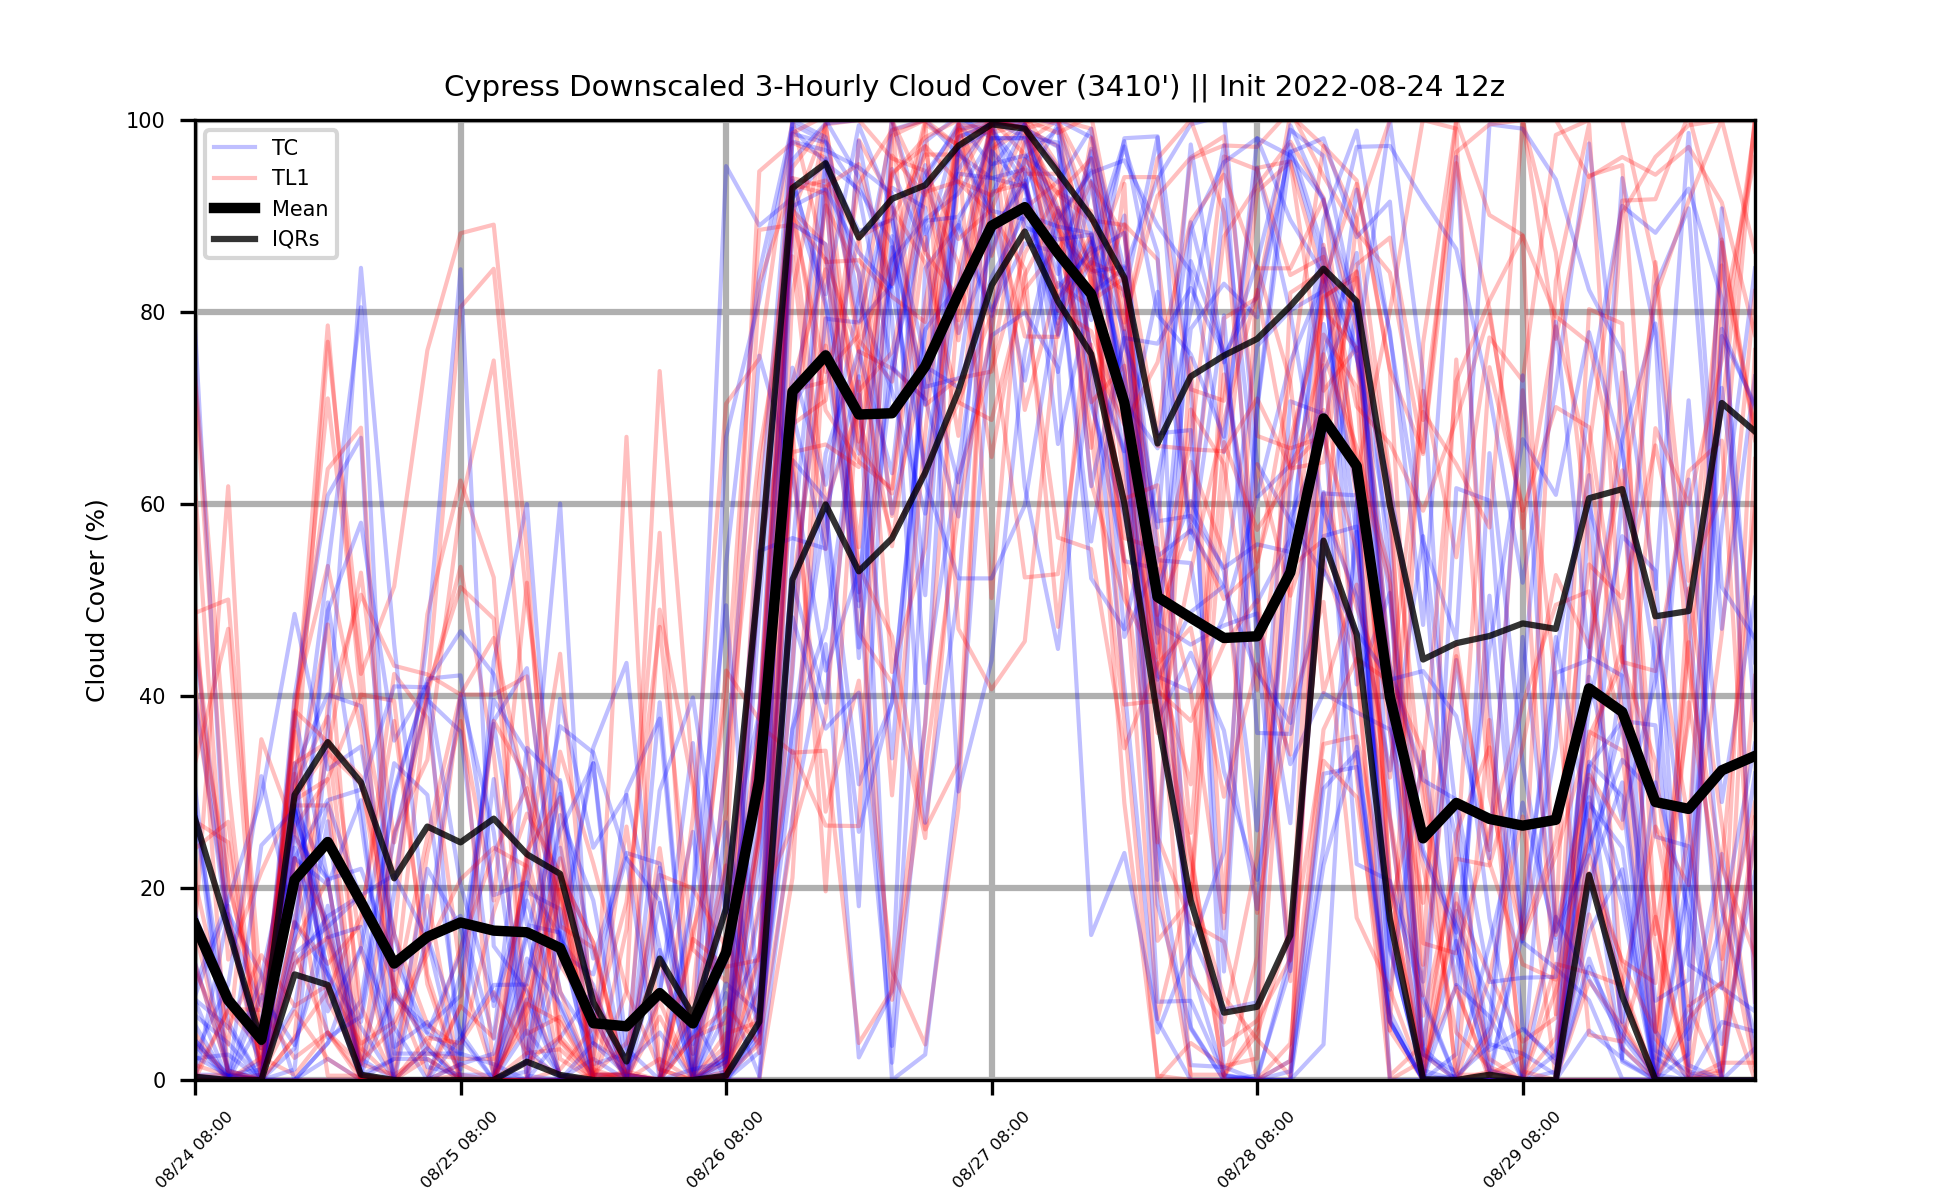 Cypress Downscaled 3-Hourly Cloud Cover (3410') || Init 2022-08-24 12z
100
80
60
40
20
0
Cloud Cover (%)
TC
TL1
Mean
IQRs
08/24 08:00
08/25 08:00
08/26 08:00
08/27 08:00
08/28 08:00
08/29 08:00